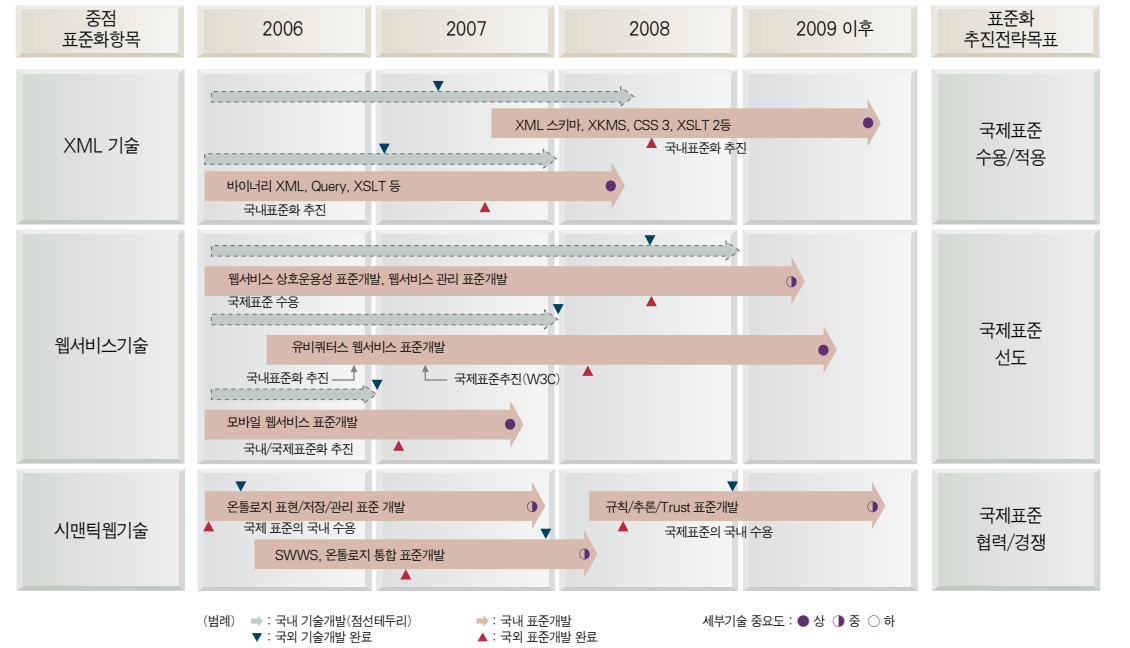 중점
표준화항목
2006
2007
2008
2009 이후
표준화
추진전략목표
XML 기술
XML 스키마, XKMS, CSS 3, XSLT 2등
국내표준화 추진
바이너리 XML, Query, XSLT 등
국내표준화 추진
국제표준
수용/적용
웹서비스기술
웹서비스 상호운용성 표준개발, 웹서비스 관리 표준개발
국제표준 수용
유비쿼터스 웹서비스 표준개발
국내표준화 추진
국제표준추진(W3C)
모바일 웹서비스 표준개발
국내/국제표준화 추진
국제표준
선도
시맨틱웹기술
온톨로지 표현/저장/관리 표준 개발
국제 표준의 국내 수용
규칙/추론/Trust 표준개발
국제표준의 국내 수용
SWWS, 온톨로지 통합 표준개발
국제표준
협력/경쟁
(범례) : 국내 기술개발(점선테두리) : 국내 표준개발 세부기술 중요도 : 상 중 하
: 국외 기술개발 완료 : 국외 표준개발 완료